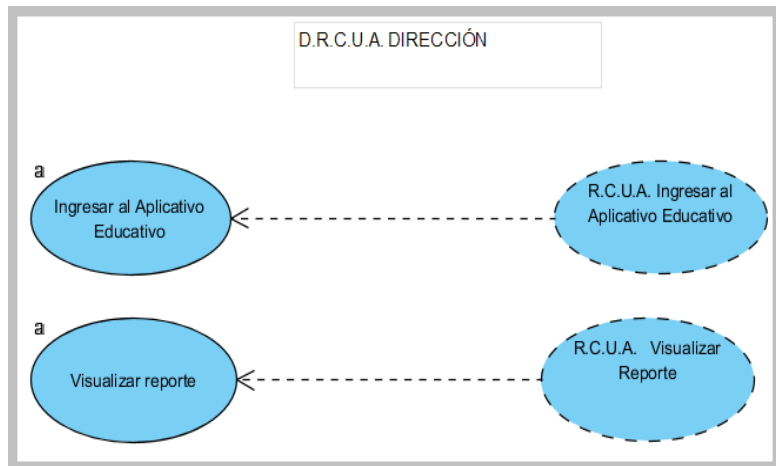 D.R.C.U.A. DIRECCIÓN
a
Ingresar al Aplicativo
Educativo
R.C.U.A. Ingresar al
Aplicativo Educativo
a
Visualizar reporte
R.C.U.A. Visualizar
Reporte